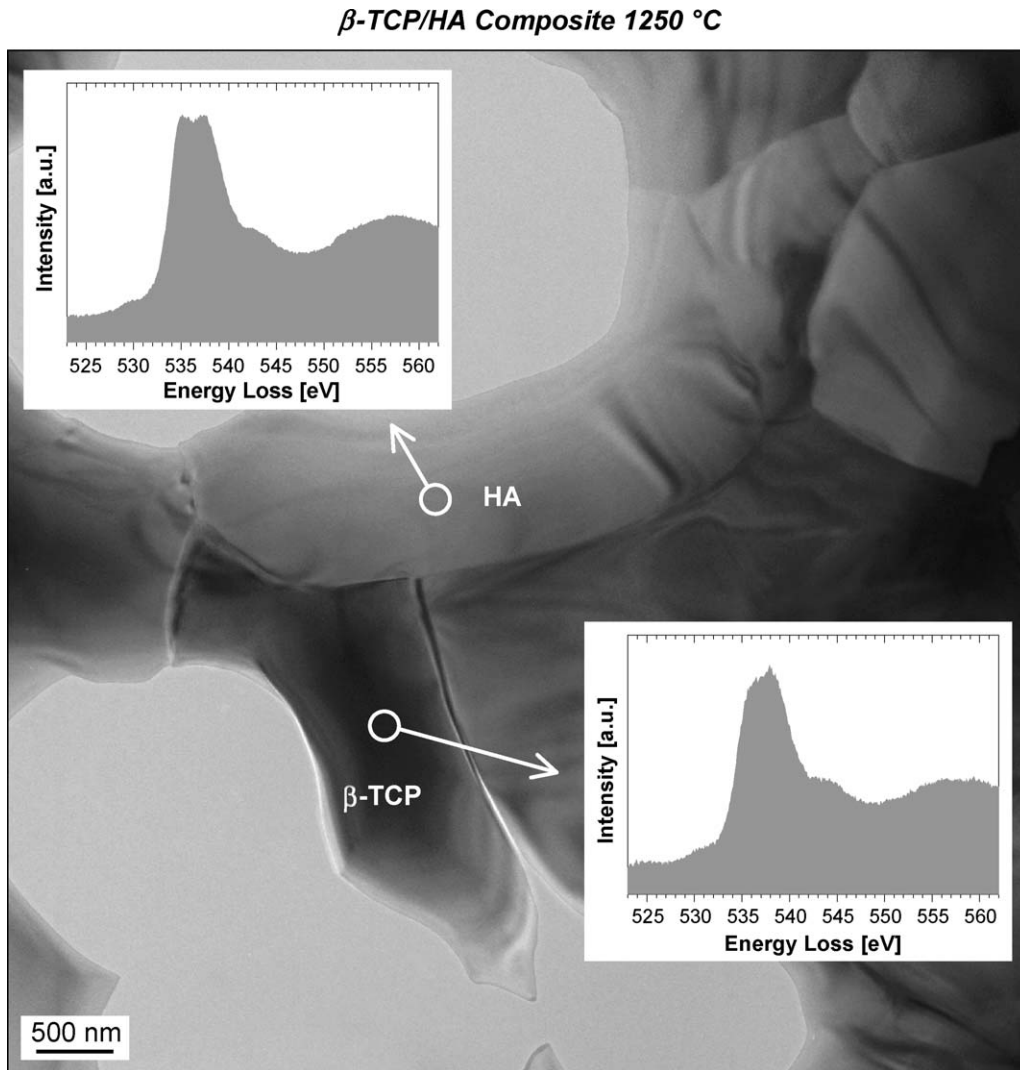 β-TCP/HA Composite 1250 °C
Intensity [a.u.]
525 530 535 540 545 550 555 560
Energy Loss [eV]
HA
β-TCP
Intensity [a.u.]
525 530 535 540 545 550 555 560
Energy Loss [eV]
500 nm